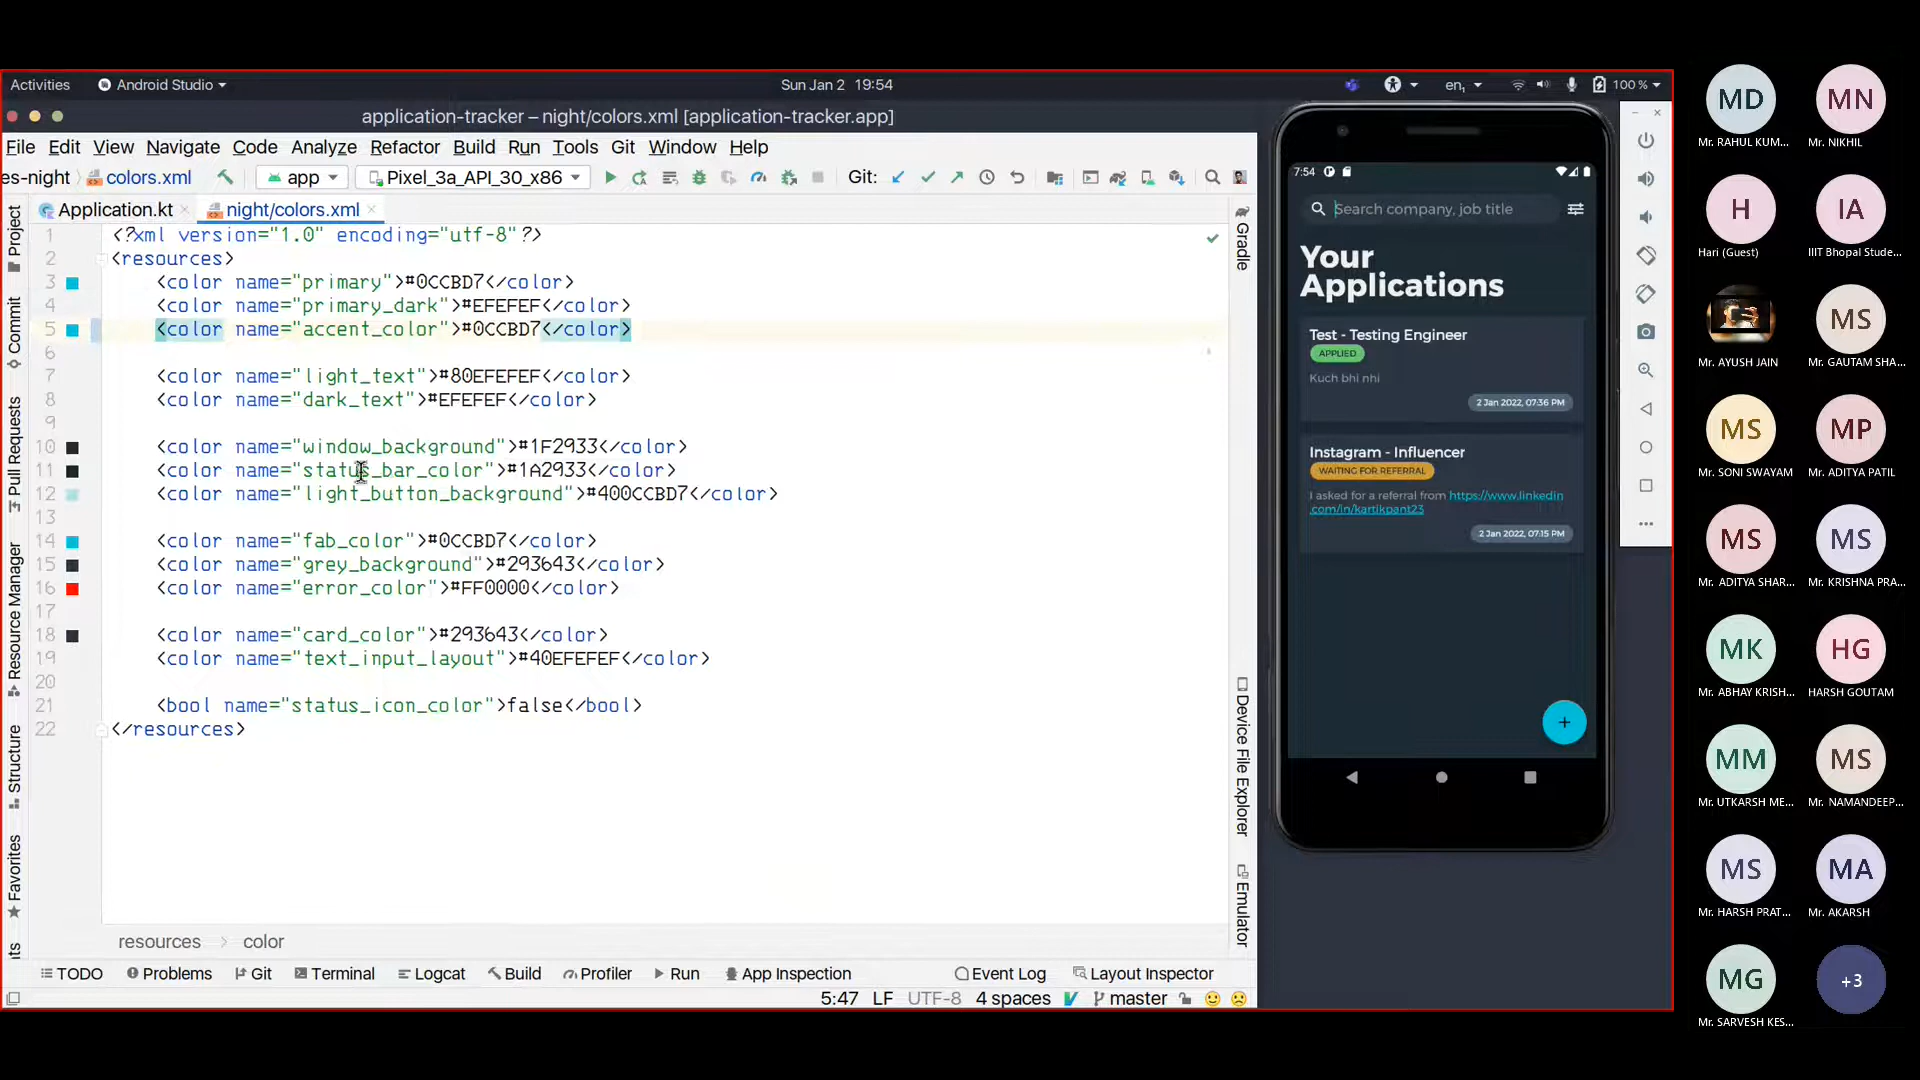 Activities
Android Studio
Sun Jan 2 19:54
en1
100 %
application-tracker – night/colors.xml [application-tracker.app]
File Edit View Navigate Code Analyze Refactor Build Run Tools Git Window Help
es-night
colors.xml
app
Pixel_3a_API_30_x86
Git:
Application.kt
night/colors.xml
1 <?xml version="1.0" encoding="utf-8"?>
2 <resources>
3 <color name="primary">#0CCBD7</color>
4 <color name="primary_dark">#EFEFEF</color>
5 <color name="accent_color">#0CCBD7</color>
6
7 <color name="light_text">#80EFEFEF</color>
8 <color name="dark_text">#EFEFEF</color>
9
10 <color name="window_background">#1F2933</color>
11 <color name="status_bar_color">#1A2933</color>
12 <color name="light_button_background">#400CCBD7</color>
13
14 <color name="fab_color">#0CCBD7</color>
15 <color name="grey_background">#293643</color>
16 <color name="error_color">#FF0000</color>
17
18 <color name="card_color">#293643</color>
19 <color name="text_input_layout">#40EFEFEF</color>
20
21 <bool name="status_icon_color">false</bool>
22 </resources>
Project
Commit
Pull Requests
Resource Manager
Structure
Favorites
ts
Gradle
Device File Explorer
Emulator
resources
color
TODO
Problems
Git
Terminal
Logcat
Build
Profiler
Run
App Inspection
Event Log
Layout Inspector
5:47 LF UTF-8 4 spaces
master
7:54
Search company, job title
Your
Applications
Test - Testing Engineer
APPLIED
Kuch bhi nhi
2 Jan 2022, 07:36 PM
Instagram - Influencer
WAITING FOR REFERRAL
I asked for a referral from https://www.linkedin
.com/in/kartikpant23
2 Jan 2022, 07:15 PM
+
MD
Mr. RAHUL KUM...
MN
Mr. NIKHIL
H
Hari (Guest)
IA
IIIT Bhopal Stude...
Mr. AYUSH JAIN
MS
Mr. GAUTAM SHA...
MS
Mr. SONI SWAYAM
MP
Mr. ADITYA PATIL
MS
Mr. ADITYA SHAR...
MS
Mr. KRISHNA PRA...
MK
Mr. ABHAY KRISH...
HG
HARSH GOUTAM
MM
Mr. UTKARSH ME...
MS
Mr. NAMANDEEP...
MS
Mr. HARSH PRAT...
MA
Mr. AKARSH
MG
Mr. SARVESH KES...
+3